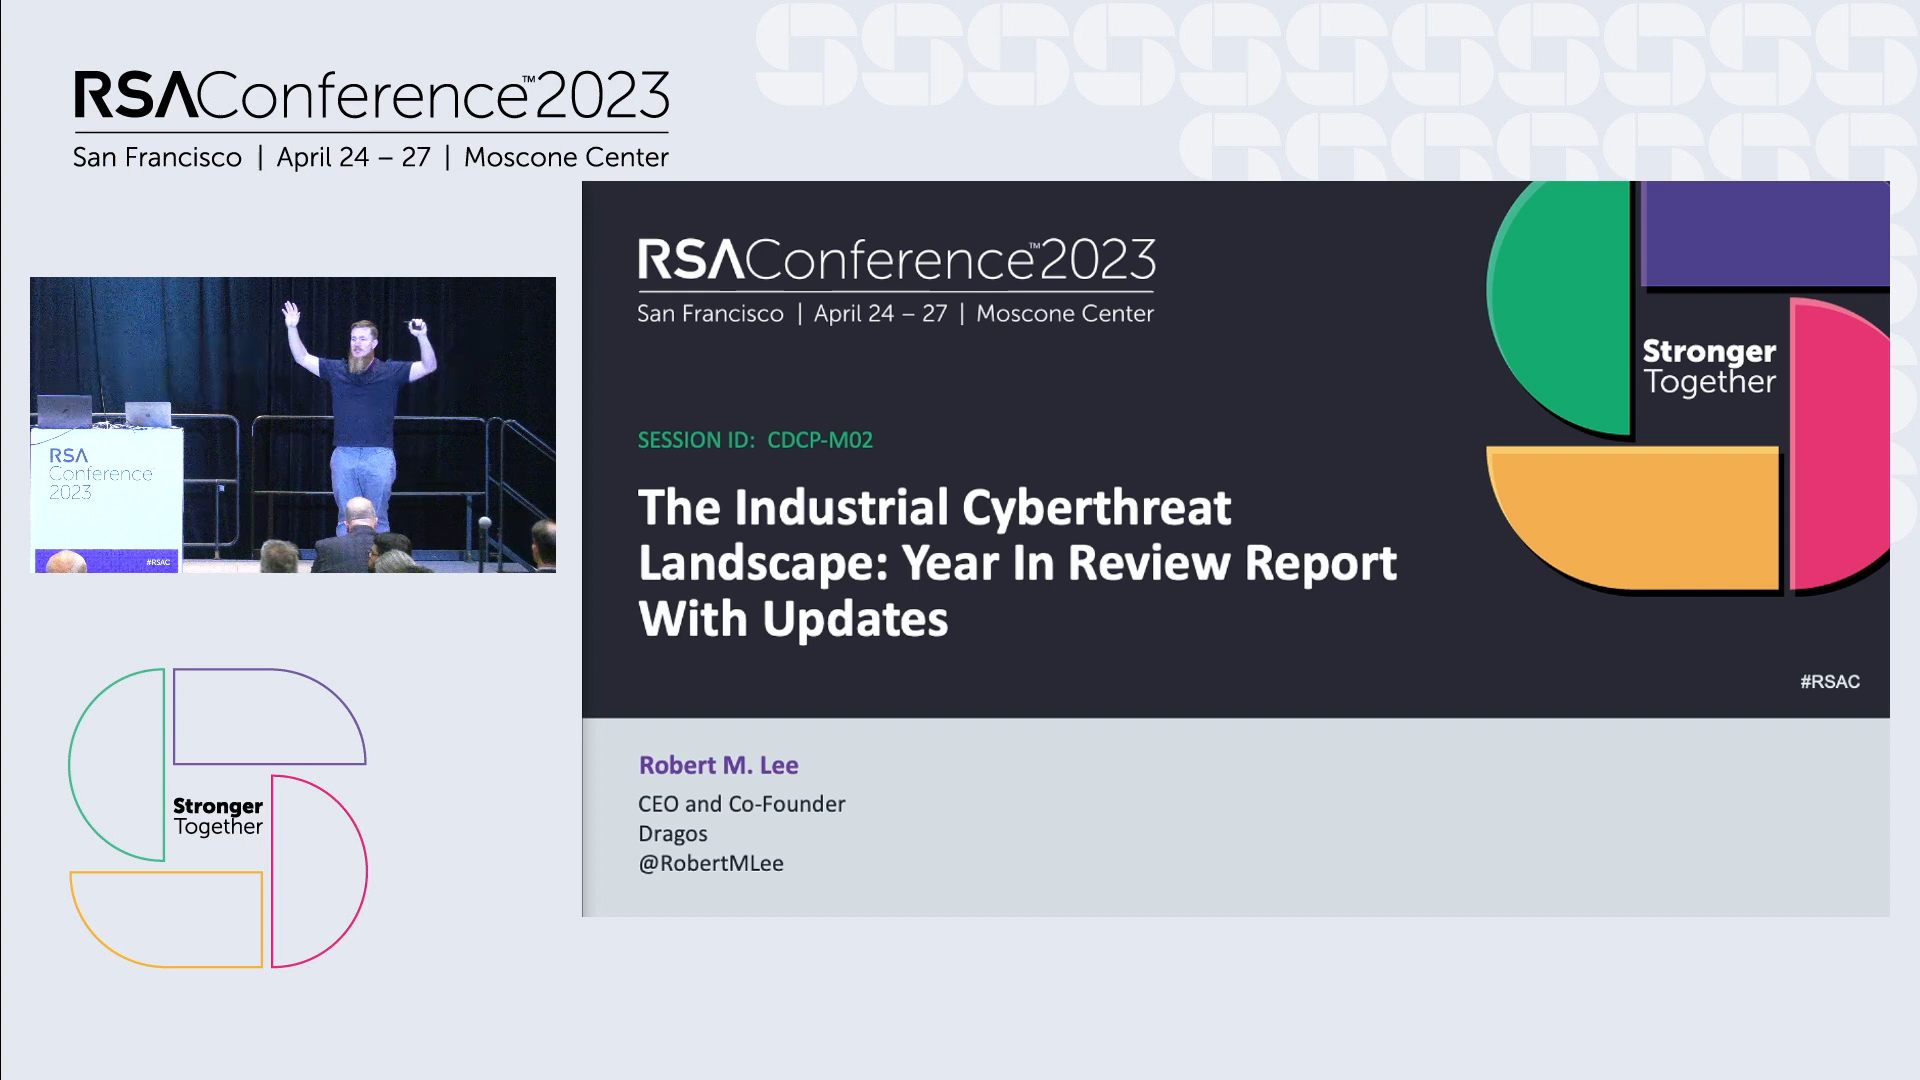 RSAConference™2023
San Francisco | April 24 – 27 | Moscone Center
RSA
Conference
2023
#RSAC
Stronger
Together
RSAConference™2023
San Francisco | April 24 – 27 | Moscone Center
Stronger
Together
SESSION ID: CDCP-M02
The Industrial Cyberthreat
Landscape: Year In Review Report
With Updates
#RSAC
Robert M. Lee
CEO and Co-Founder
Dragos
@RobertMLee